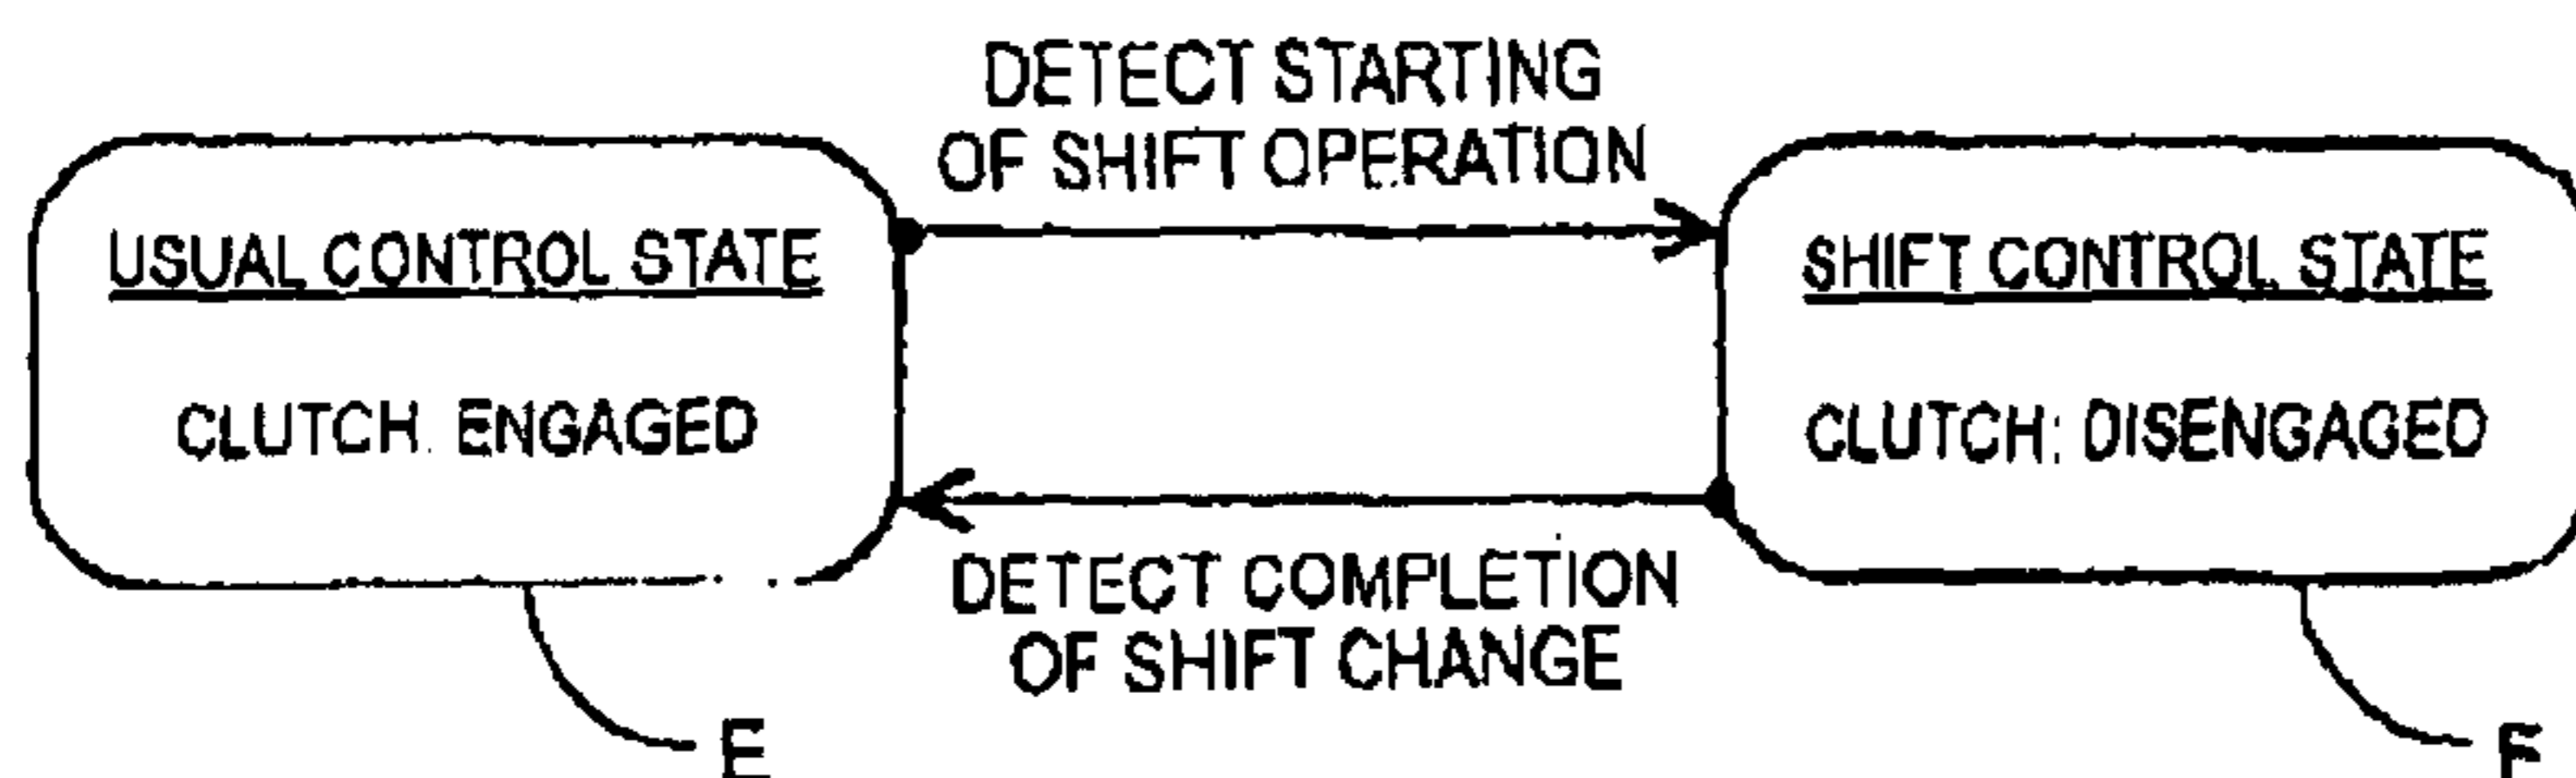 DETECT STARTING
OF SHIFT OPERATION
USUAL CONTROL STATE
CLUTCH. ENGAGED
SHIFT CONTROL STATE
CLUTCH: DISENGAGED
DETECT COMPLETION
OF SHIFT CHANGE
E
F